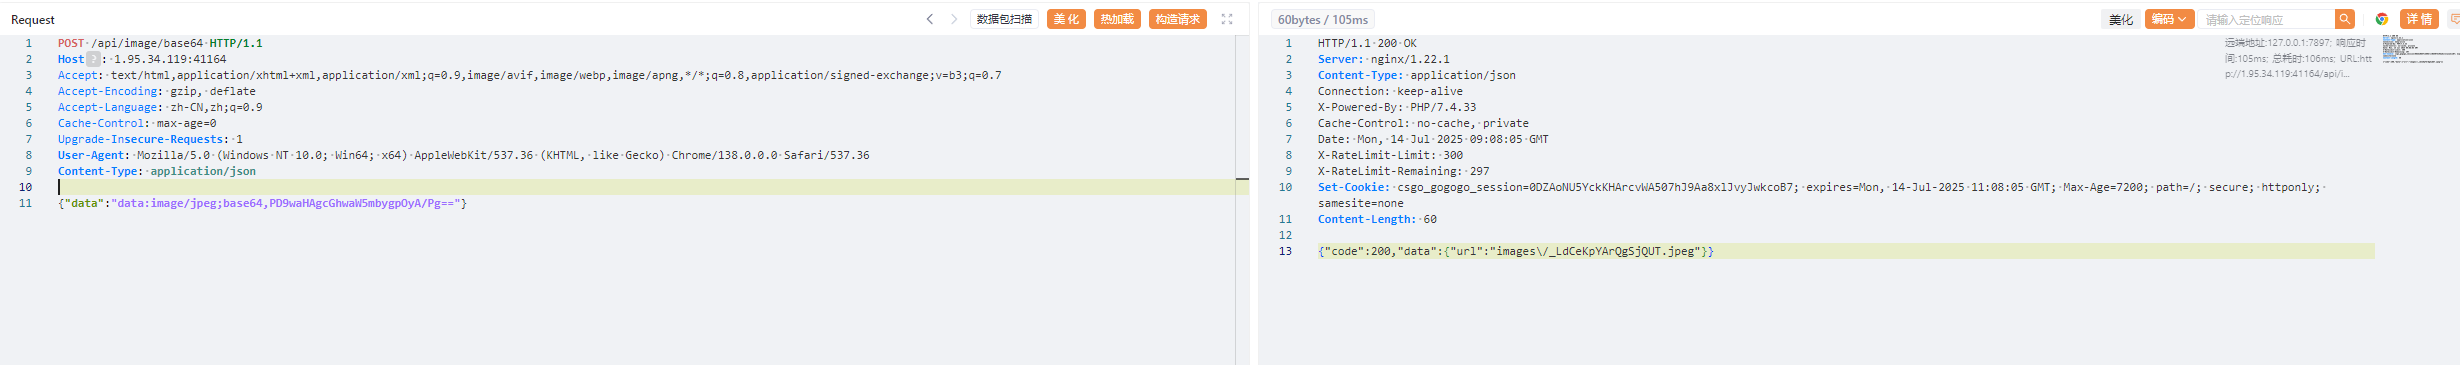 Request
数据包扫描
美化
热加载
构造请求
1 POST /api/image/base64 HTTP/1.1
2 Host ? : 1.95.34.119:41164
3 Accept: text/html,application/xhtml+xml,application/xml;q=0.9,image/avif,image/webp,image/apng,*/*;q=0.8,application/signed-exchange;v=b3;q=0.7
4 Accept-Encoding: gzip, deflate
5 Accept-Language: zh-CN,zh;q=0.9
6 Cache-Control: max-age=0
7 Upgrade-Insecure-Requests: 1
8 User-Agent: Mozilla/5.0 (Windows NT 10.0; Win64; x64) AppleWebKit/537.36 (KHTML, like Gecko) Chrome/138.0.0.0 Safari/537.36
9 Content-Type: application/json
10
11 {"data":"data:image/jpeg;base64,PD9waHAgcGhwaW5mbygpOyA/Pg=="}
60bytes / 105ms
美化
编码
请输入定位响应
详情
1 HTTP/1.1 200 OK
2 Server: nginx/1.22.1
3 Content-Type: application/json
4 Connection: keep-alive
5 X-Powered-By: PHP/7.4.33
6 Cache-Control: no-cache, private
7 Date: Mon, 14 Jul 2025 09:08:05 GMT
8 X-RateLimit-Limit: 300
9 X-RateLimit-Remaining: 297
10 Set-Cookie: csgo_gogogo_session=0DZAoNU5YckKHArcvWA507hJ9Aa8xlJvyJwkcoB7; expires=Mon, 14-Jul-2025 11:08:05 GMT; Max-Age=7200; path=/; secure; httponly;
samesite=none
11 Content-Length: 60
12
13 {"code":200,"data":{"url":"images\/_LdCeKpYArQgSjQUT.jpeg"}}
远端地址:127.0.0.1:7897; 响应时
间:105ms; 总耗时:106ms; URL:htt
p://1.95.34.119:41164/api/i...